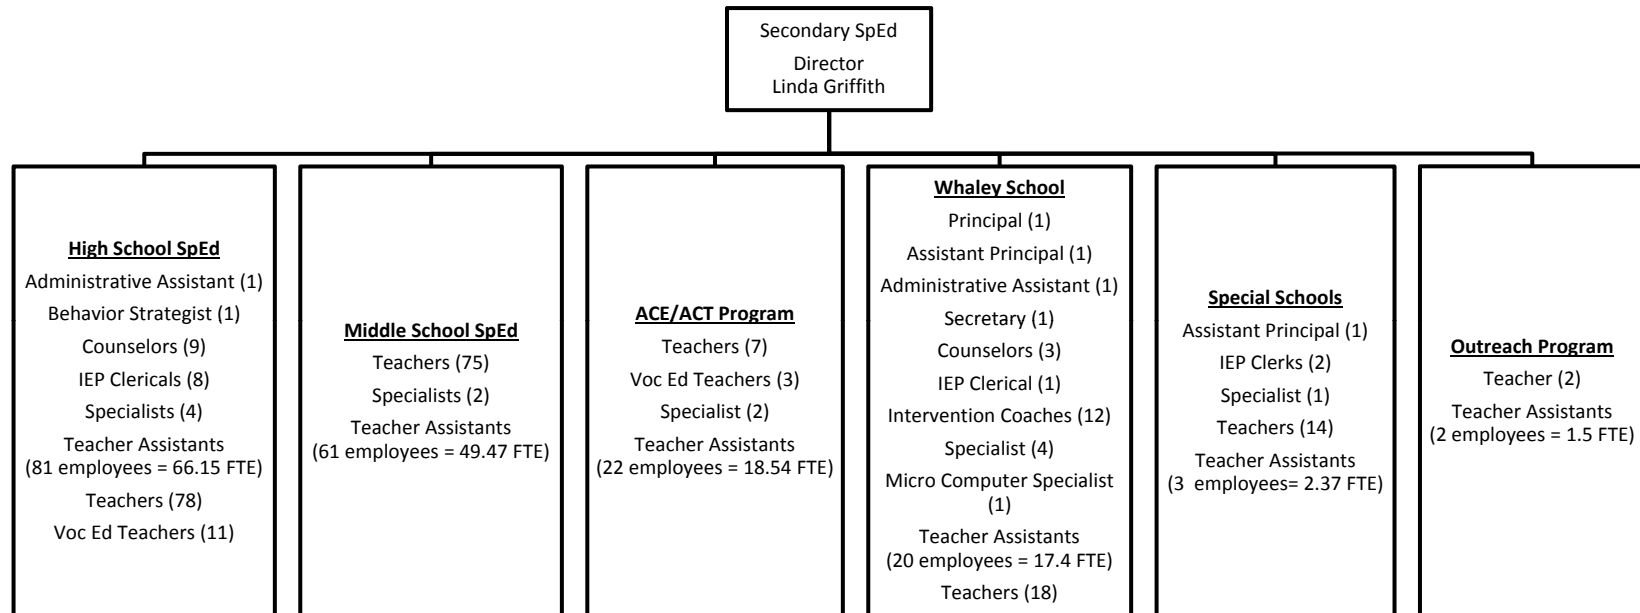 Secondary SpEd
Director
Linda Griffith
High School SpEd
Administrative Assistant (1)
Behavior Strategist (1)
Counselors (9)
IEP Clericals (8)
Specialists (4)
Teacher Assistants
(81 employees = 66.15 FTE)
Teachers (78)
Voc Ed Teachers (11)
Middle School SpEd
Teachers (75)
Specialists (2)
Teacher Assistants
(61 employees = 49.47 FTE)
ACE/ACT Program
Teachers (7)
Voc Ed Teachers (3)
Specialist (2)
Teacher Assistants
(22 employees = 18.54 FTE)
Whaley School
Principal (1)
Assistant Principal (1)
Administrative Assistant (1)
Secretary (1)
Counselors (3)
IEP Clerical (1)
Intervention Coaches (12)
Specialist (4)
Micro Computer Specialist
(1)
Teacher Assistants
(20 employees = 17.4 FTE)
Teachers (18)
Special Schools
Assistant Principal (1)
IEP Clerks (2)
Specialist (1)
Teachers (14)
Teacher Assistants
(3  employees= 2.37 FTE)
Outreach Program
Teacher (2)
Teacher Assistants
(2 employees = 1.5 FTE)